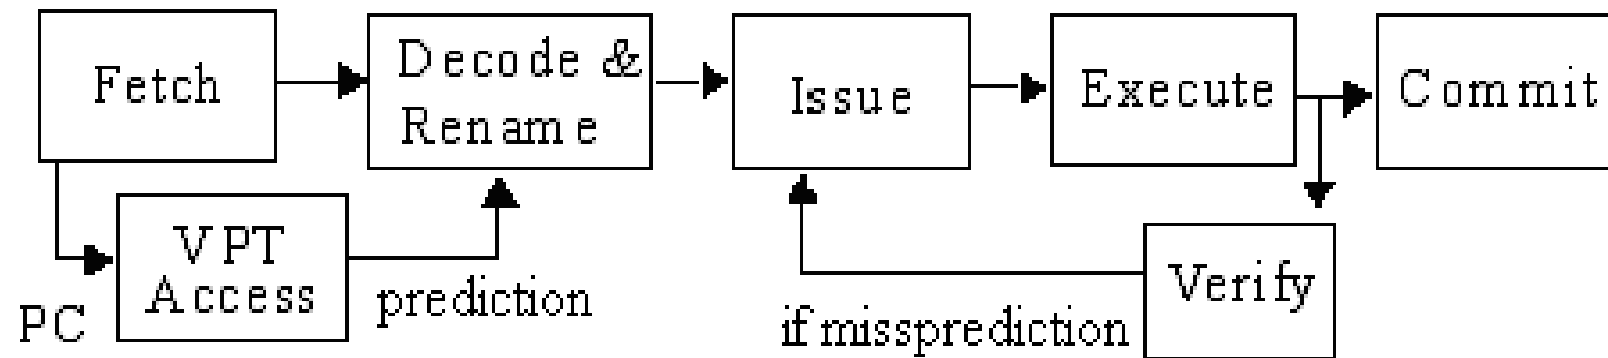 Fetch
Decode &
Rename
Issue
Execute
Commit
VPT
Access
PC
prediction
if missprediction
Verify